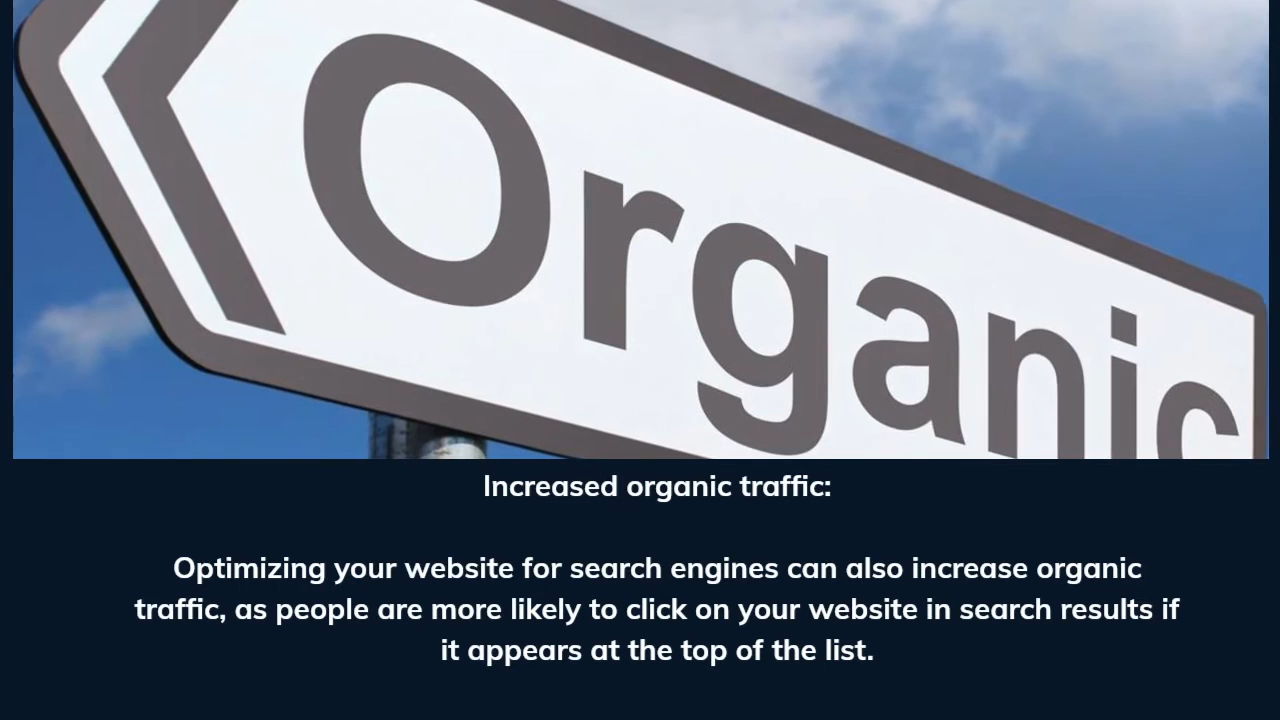 Organic
Increased organic traffic:
Optimizing your website for search engines can also increase organic
traffic, as people are more likely to click on your website in search results if
it appears at the top of the list.